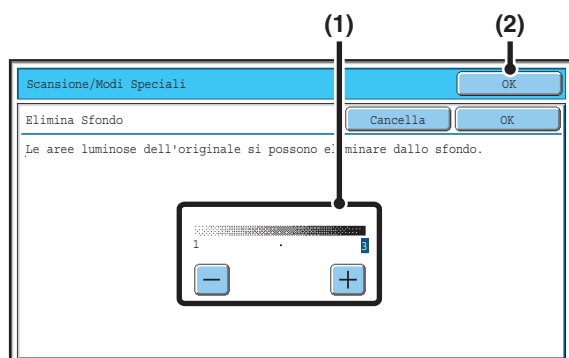 (1) (2)
Scansione/Modi Speciali OK
Elimina Sfondo Cancella OK
Le aree luminose dell'originale si possono eliminare dallo sfondo.
1 · 3
− +